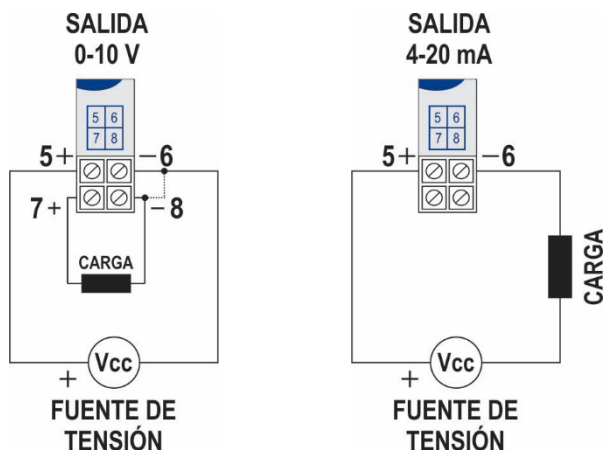 SALIDA
0-10 V
5 6
7 8
5+ −6
7+ − 8
CARGA
+ Vcc
FUENTE DE
TENSIÓN
SALIDA
4-20 mA
5 6
7 8
5+ −6
CARGA
+ Vcc
FUENTE DE
TENSIÓN